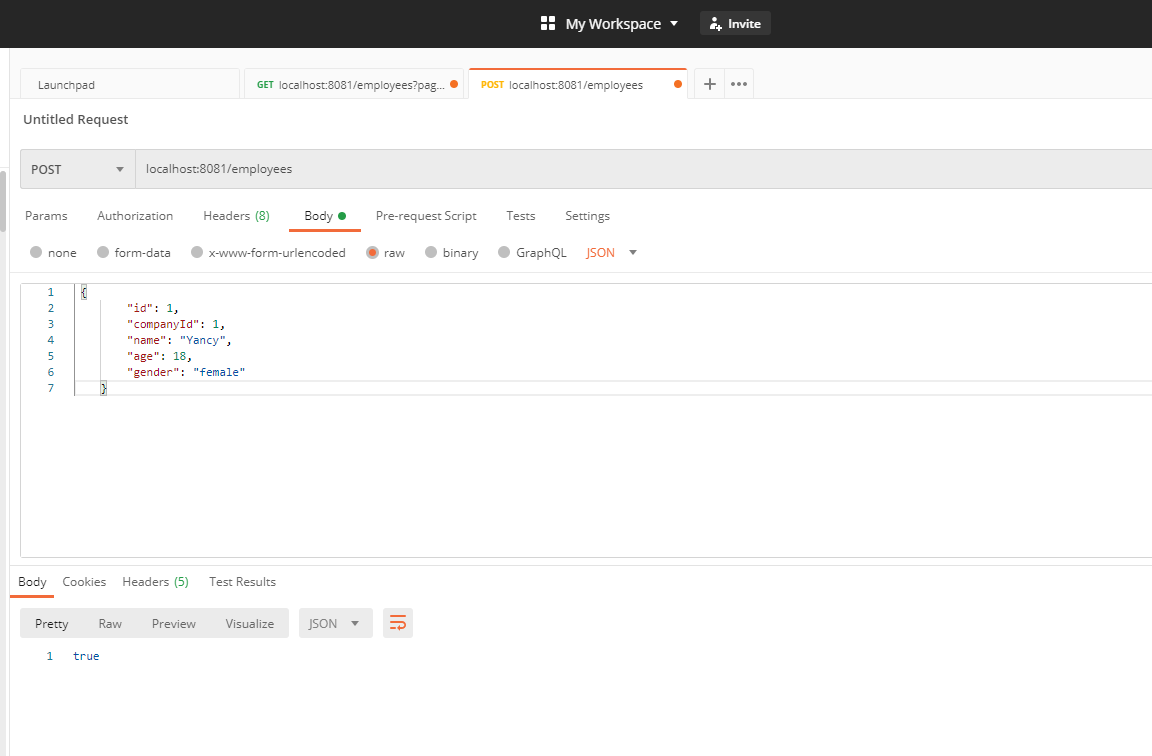 My Workspace Invite
Launchpad GET localhost:8081/employees?pag... POST localhost:8081/employees + •••
Untitled Request
POST localhost:8081/employees
Params Authorization Headers (8) Body Pre-request Script Tests Settings
none form-data x-www-form-urlencoded raw binary GraphQL JSON
1 {
2 "id": 1,
3 "companyId": 1,
4 "name": "Yancy",
5 "age": 18,
6 "gender": "female"
7 }
Body Cookies Headers (5) Test Results
Pretty Raw Preview Visualize JSON
1 true